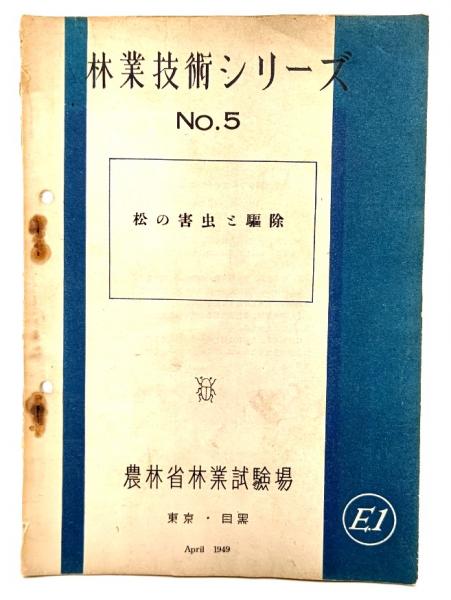 林業技術シリーズ
No.5
松の害虫と驅除
農林省林業試驗場
東京・目黒
April 1949
E.1